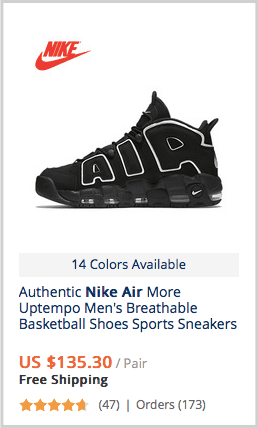 NIKE
AIR
14 Colors Available
Authentic Nike Air More
Uptempo Men's Breathable
Basketball Shoes Sports Sneakers
US $135.30 / Pair
Free Shipping
(47) | Orders (173)